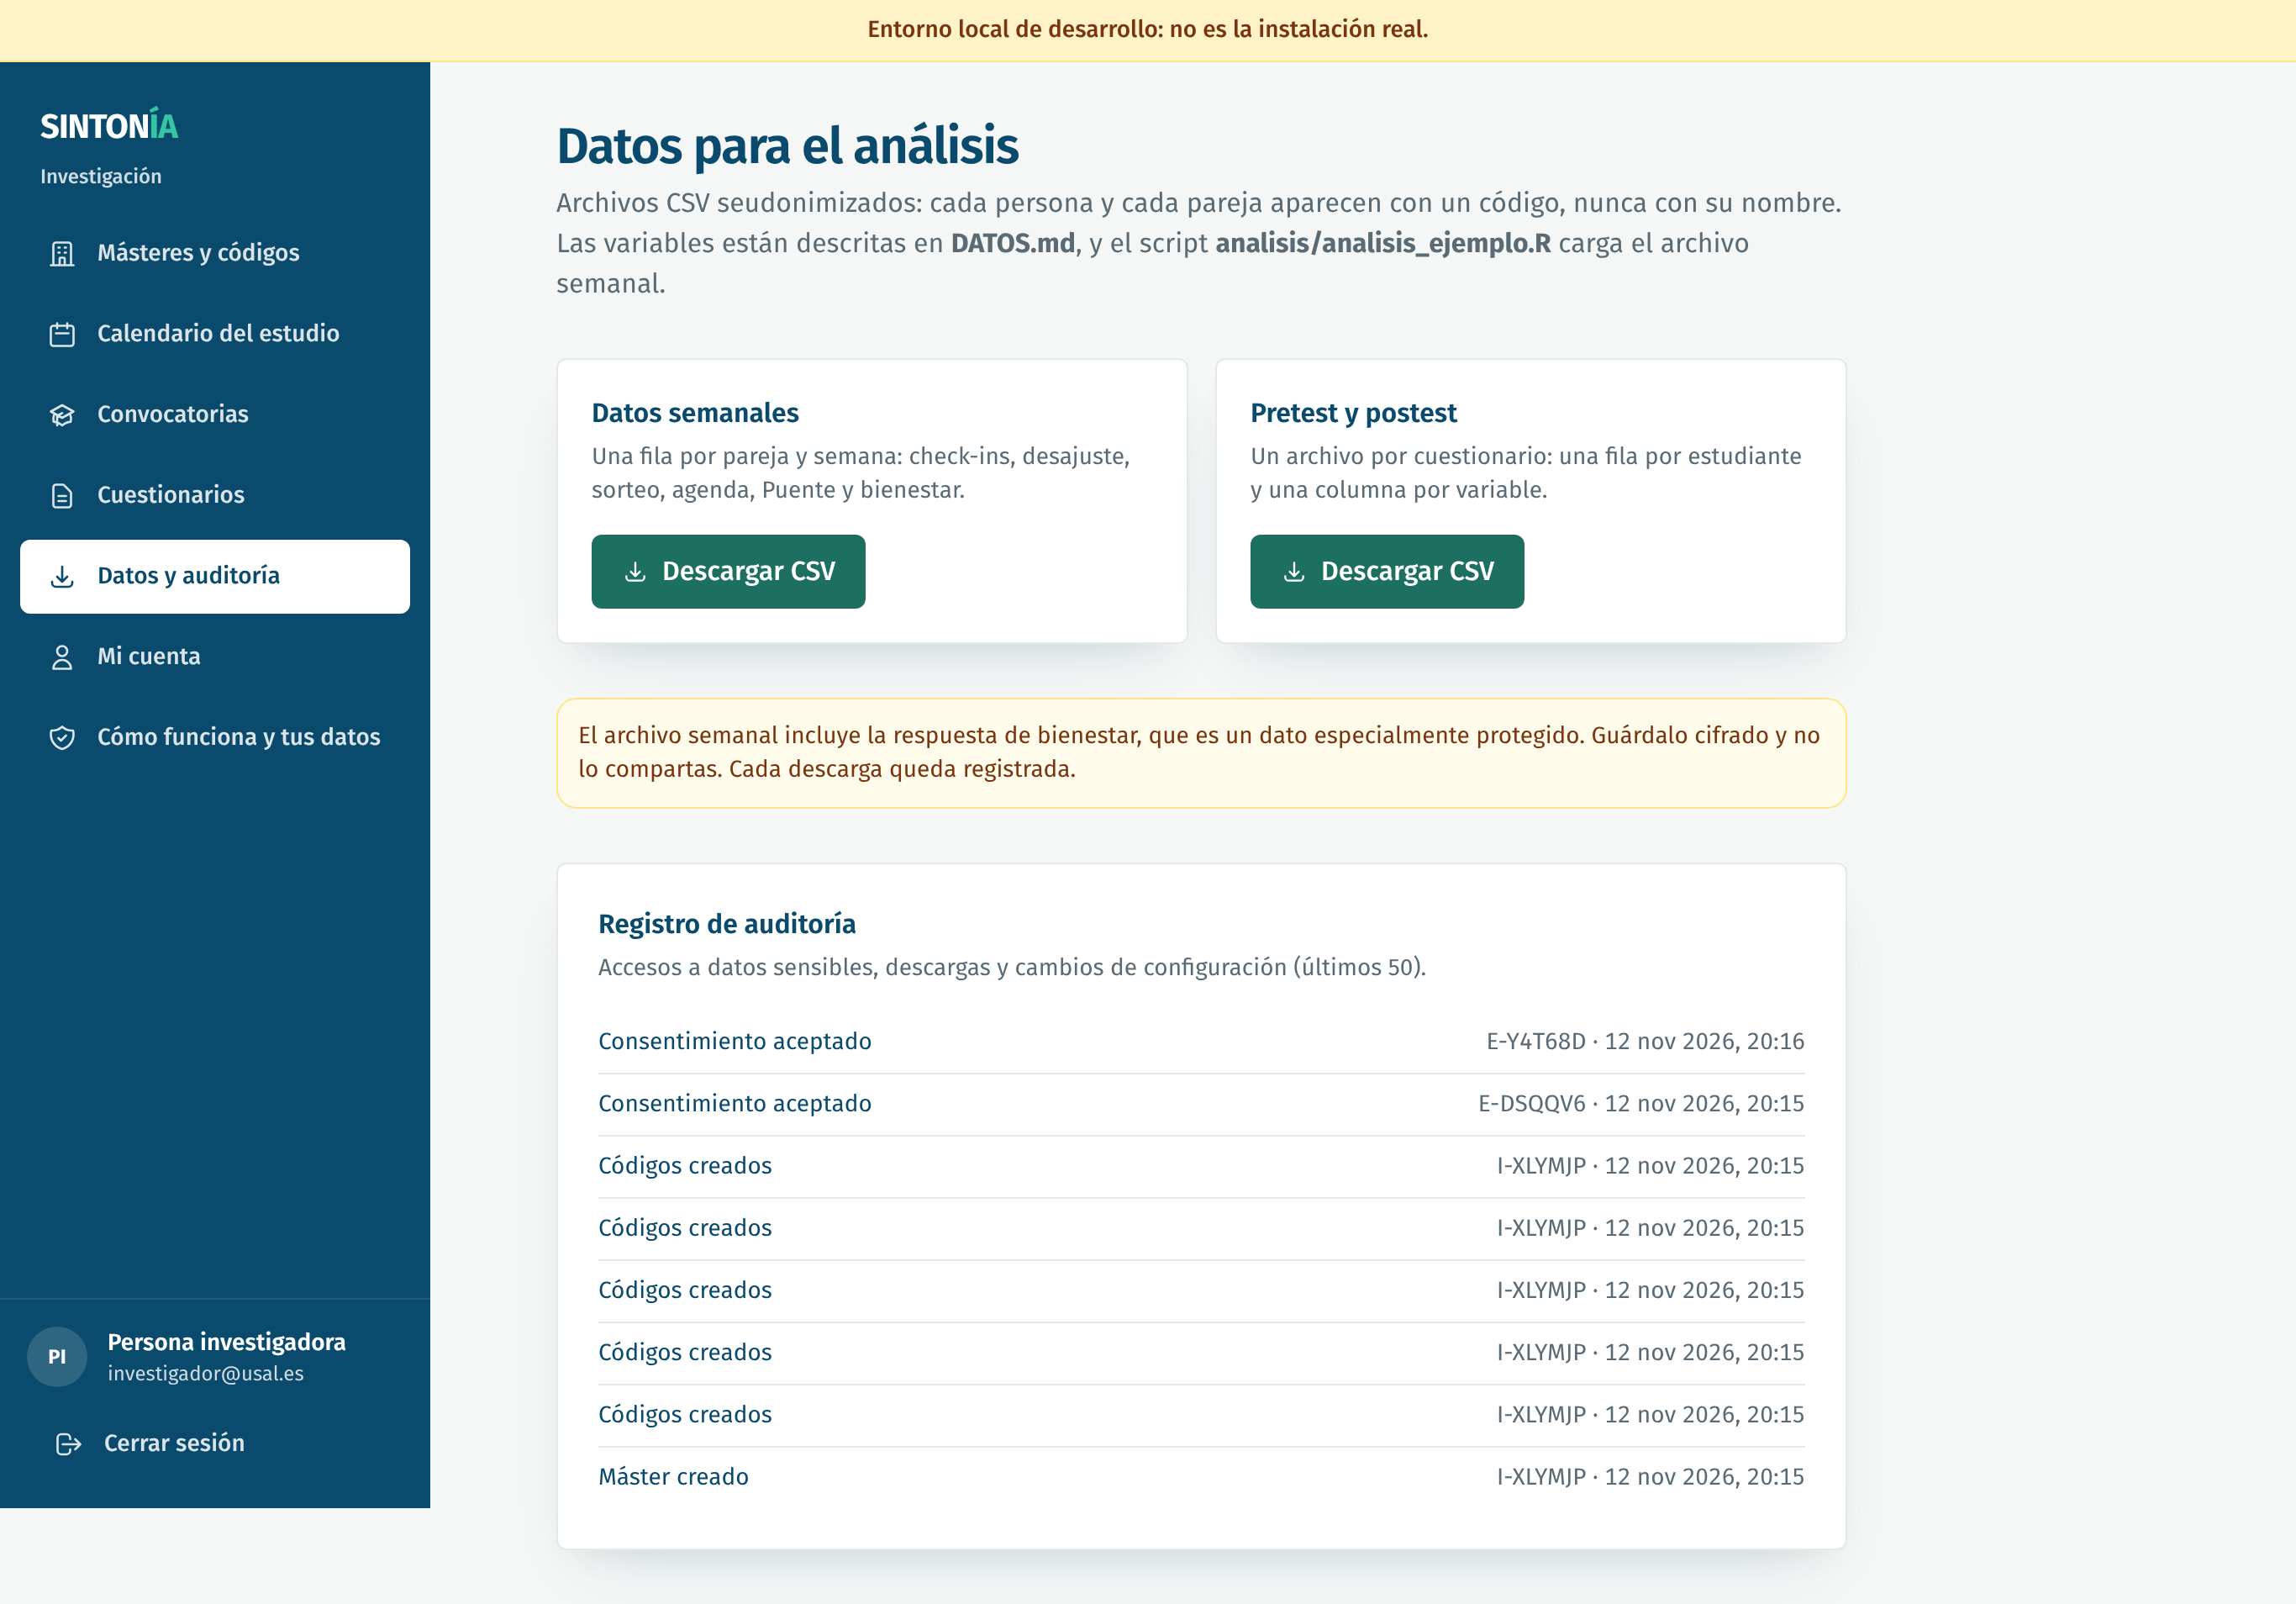 Entorno local de desarrollo: no es la instalación real.
SINTONÍA
Investigación
Másteres y códigos
Calendario del estudio
Convocatorias
Cuestionarios
Datos y auditoría
Mi cuenta
Cómo funciona y tus datos
PI
Persona investigadora
investigador@usal.es
Cerrar sesión
Datos para el análisis
Archivos CSV seudonimizados: cada persona y cada pareja aparecen con un código, nunca con su nombre.
Las variables están descritas en DATOS.md, y el script analisis/analisis_ejemplo.R carga el archivo
semanal.
Datos semanales
Una fila por pareja y semana: check-ins, desajuste,
sorteo, agenda, Puente y bienestar.
Descargar CSV
Pretest y postest
Un archivo por cuestionario: una fila por estudiante
y una columna por variable.
Descargar CSV
El archivo semanal incluye la respuesta de bienestar, que es un dato especialmente protegido. Guárdalo cifrado y no
lo compartas. Cada descarga queda registrada.
Registro de auditoría
Accesos a datos sensibles, descargas y cambios de configuración (últimos 50).
Consentimiento aceptado E-Y4T68D · 12 nov 2026, 20:16
Consentimiento aceptado E-DSQQV6 · 12 nov 2026, 20:15
Códigos creados I-XLYMJP · 12 nov 2026, 20:15
Códigos creados I-XLYMJP · 12 nov 2026, 20:15
Códigos creados I-XLYMJP · 12 nov 2026, 20:15
Códigos creados I-XLYMJP · 12 nov 2026, 20:15
Códigos creados I-XLYMJP · 12 nov 2026, 20:15
Máster creado I-XLYMJP · 12 nov 2026, 20:15